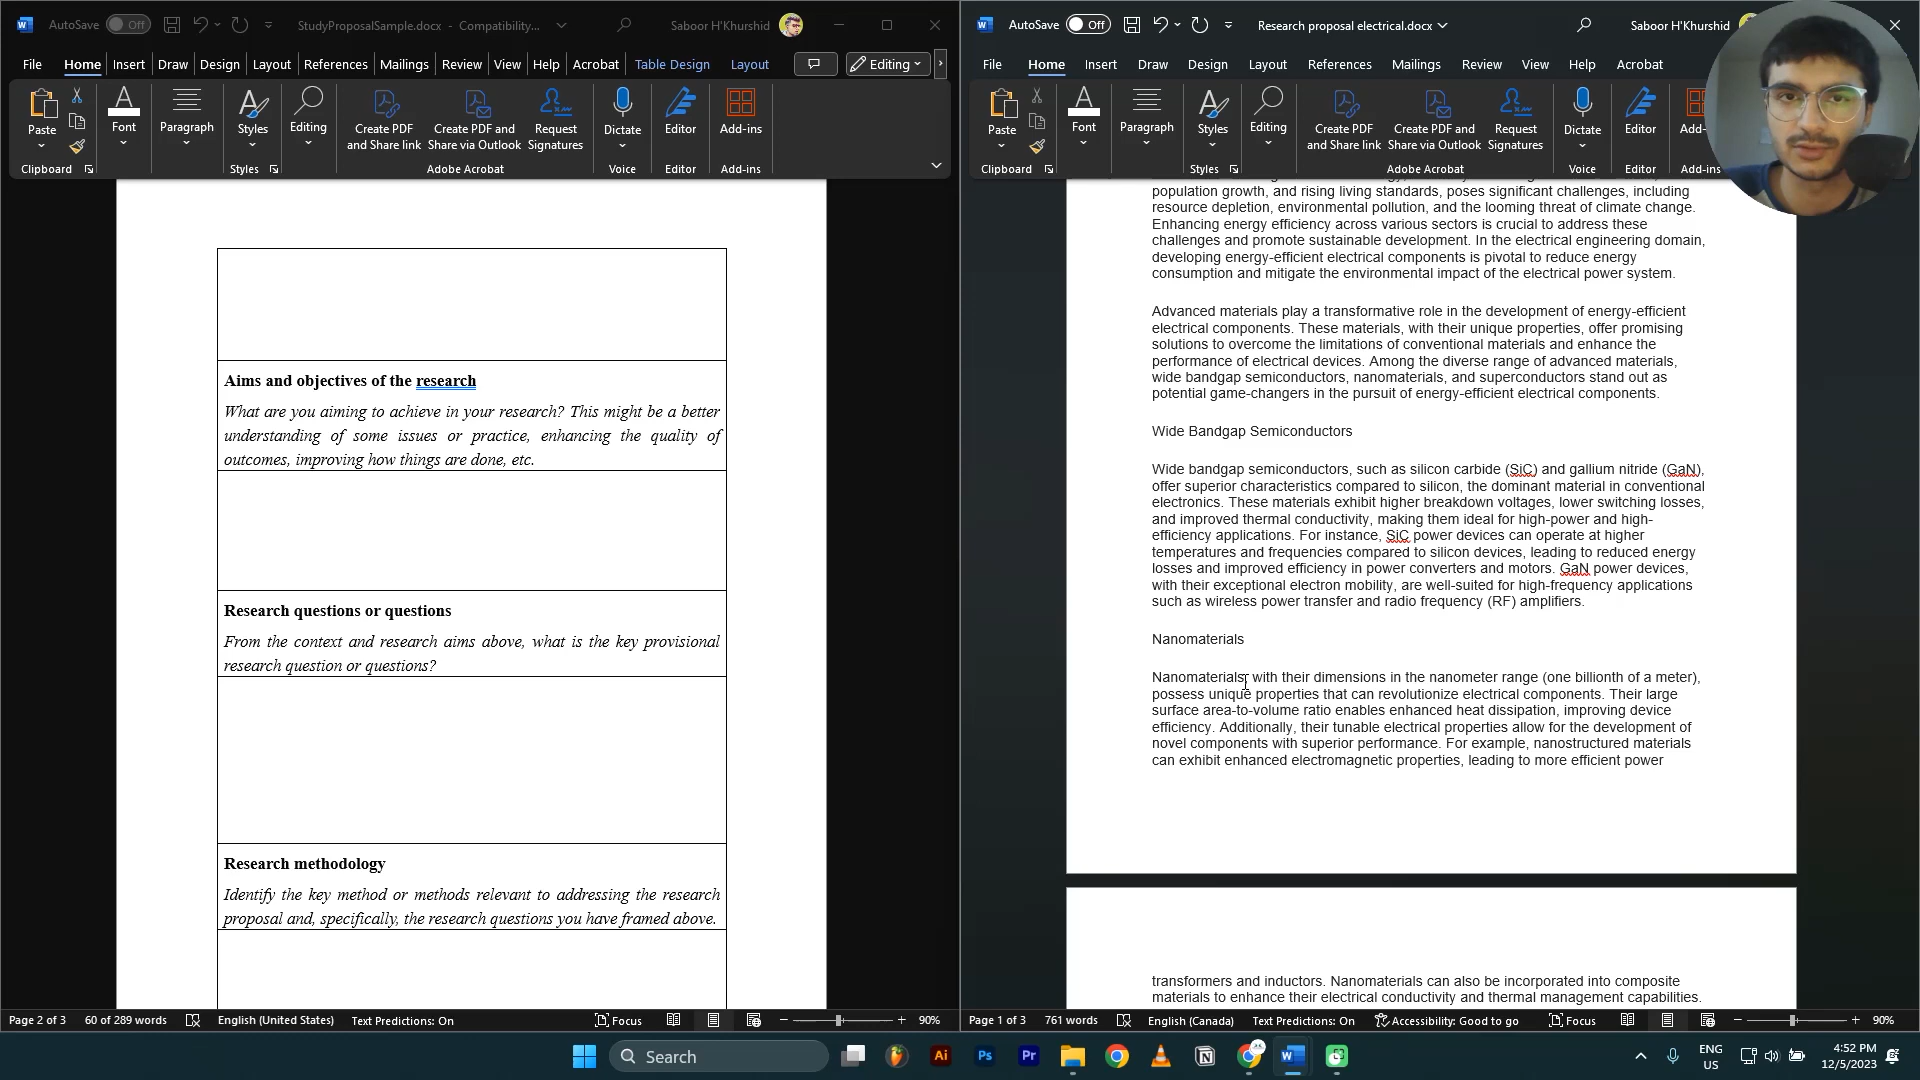 AutoSave Off StudyProposalSample.docx - Compatibility... Saboor H'Khurshid
File Home Insert Draw Design Layout References Mailings Review View Help Acrobat Table Design Layout Editing
Paste Font Paragraph Styles Editing Create PDF and Share link Create PDF and Share via Outlook Request Signatures Dictate Editor Add-ins
Clipboard Styles Adobe Acrobat Voice Editor Add-ins
Aims and objectives of the research
What are you aiming to achieve in your research? This might be a better
understanding of some issues or practice, enhancing the quality of
outcomes, improving how things are done, etc.
Research questions or questions
From the context and research aims above, what is the key provisional
research question or questions?
Research methodology
Identify the key method or methods relevant to addressing the research
proposal and, specifically, the research questions you have framed above.
Page 2 of 3 60 of 289 words English (United States) Text Predictions: On Focus 90%
AutoSave Off Research proposal electrical.docx Saboor H'Khurshid
File Home Insert Draw Design Layout References Mailings Review View Help Acrobat
Paste Font Paragraph Styles Editing Create PDF and Share link Create PDF and Share via Outlook Request Signatures Dictate Editor Add-
Clipboard Styles Adobe Acrobat Voice Editor Add-ins
population growth, and rising living standards, poses significant challenges, including
resource depletion, environmental pollution, and the looming threat of climate change.
Enhancing energy efficiency across various sectors is crucial to address these
challenges and promote sustainable development. In the electrical engineering domain,
developing energy-efficient electrical components is pivotal to reduce energy
consumption and mitigate the environmental impact of the electrical power system.
Advanced materials play a transformative role in the development of energy-efficient
electrical components. These materials, with their unique properties, offer promising
solutions to overcome the limitations of conventional materials and enhance the
performance of electrical devices. Among the diverse range of advanced materials,
wide bandgap semiconductors, nanomaterials, and superconductors stand out as
potential game-changers in the pursuit of energy-efficient electrical components.
Wide Bandgap Semiconductors
Wide bandgap semiconductors, such as silicon carbide (SiC) and gallium nitride (GaN),
offer superior characteristics compared to silicon, the dominant material in conventional
electronics. These materials exhibit higher breakdown voltages, lower switching losses,
and improved thermal conductivity, making them ideal for high-power and high-
efficiency applications. For instance, SiC power devices can operate at higher
temperatures and frequencies compared to silicon devices, leading to reduced energy
losses and improved efficiency in power converters and motors. GaN power devices,
with their exceptional electron mobility, are well-suited for high-frequency applications
such as wireless power transfer and radio frequency (RF) amplifiers.
Nanomaterials
Nanomaterials, with their dimensions in the nanometer range (one billionth of a meter),
possess unique properties that can revolutionize electrical components. Their large
surface area-to-volume ratio enables enhanced heat dissipation, improving device
efficiency. Additionally, their tunable electrical properties allow for the development of
novel components with superior performance. For example, nanostructured materials
can exhibit enhanced electromagnetic properties, leading to more efficient power
transformers and inductors. Nanomaterials can also be incorporated into composite
materials to enhance their electrical conductivity and thermal management capabilities.
Page 1 of 3 761 words English (Canada) Text Predictions: On Accessibility: Good to go Focus 90%
Search Ai Ps Pr ENG US 4:52 PM 12/5/2023